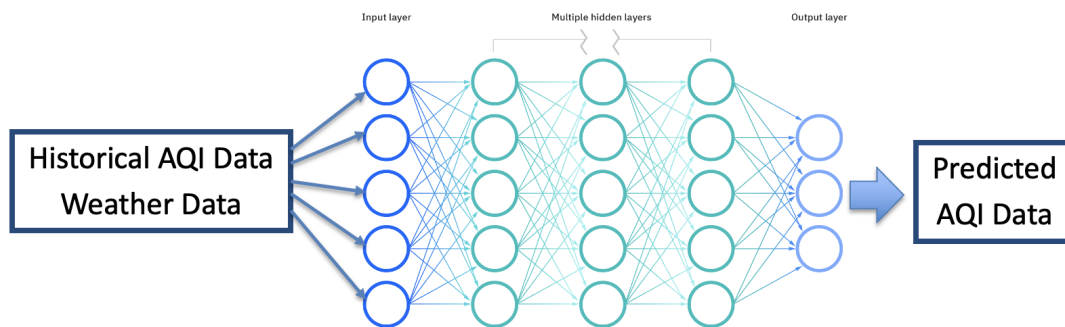 Input layer
Multiple hidden layers
Output layer
Historical AQI Data
Weather Data
Predicted
AQI Data